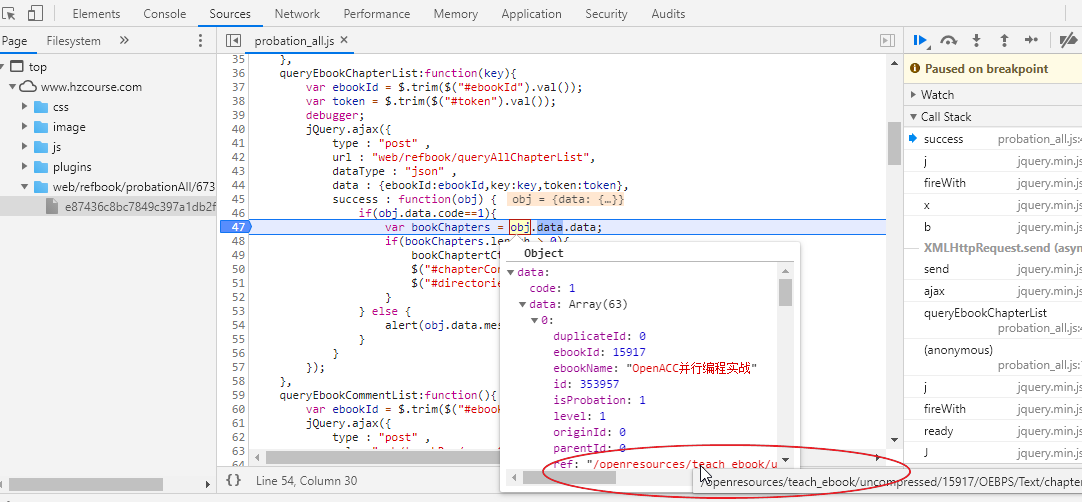 Elements Console Sources Network Performance Memory Application Security Audits
Page Filesystem »
probation_all.js ×
top
www.hzcourse.com
css
image
js
plugins
web/refbook/probationAll/673
e87436c8bc7849c397a1db2f
35 },
36 queryEbookChapterList:function(key){
37 var ebookId = $.trim($("#ebookId").val());
38 var token = $.trim($("#token").val());
39 debugger;
40 jQuery.ajax({
41 type : "post" ,
42 url : "web/refbook/queryAllChapterList",
43 dataType : "json" ,
44 data : {ebookId:ebookId,key:key,token:token},
45 success : function(obj) { obj = {data: {…}}
46 if(obj.data.code==1){
47 var bookChapters = obj.data.data;
48 if(bookChapters.length > 0){
49 bookChaptertCt
50 $("#chapterCon
51 $("#directorie
52 }
53 } else {
54 alert(obj.data.mes
55 }
56 }
57 });
58 },
59 queryEbookCommentList:function(){
60 var ebookId = $.trim($("#ebook
61 jQuery.ajax({
62 type : "post" ,
63
64
Object
data:
code: 1
data: Array(63)
0:
duplicateId: 0
ebookId: 15917
ebookName: "OpenACC并行编程实战"
id: 353957
isProbation: 1
level: 1
originId: 0
parentId: 0
ref: "/openresources/teach_ebook/u
/openresources/teach_ebook/uncompressed/15917/OEBPS/Text/chapter
{} Line 54, Column 30
Paused on breakpoint
Watch
Call Stack
success probation_all.js:4
j jquery.min.js:
fireWith jquery.min.js:
x jquery.min.js:
b jquery.min.js:
XMLHttpRequest.send (asyn
send jquery.min.js:
ajax jquery.min.js:
queryEbookChapterList
probation_all.js:4
(anonymous)
probation_all.js:
j jquery.min.js:
fireWith jquery.min.js:
ready jquery.min.js:
J jquery.min.js: